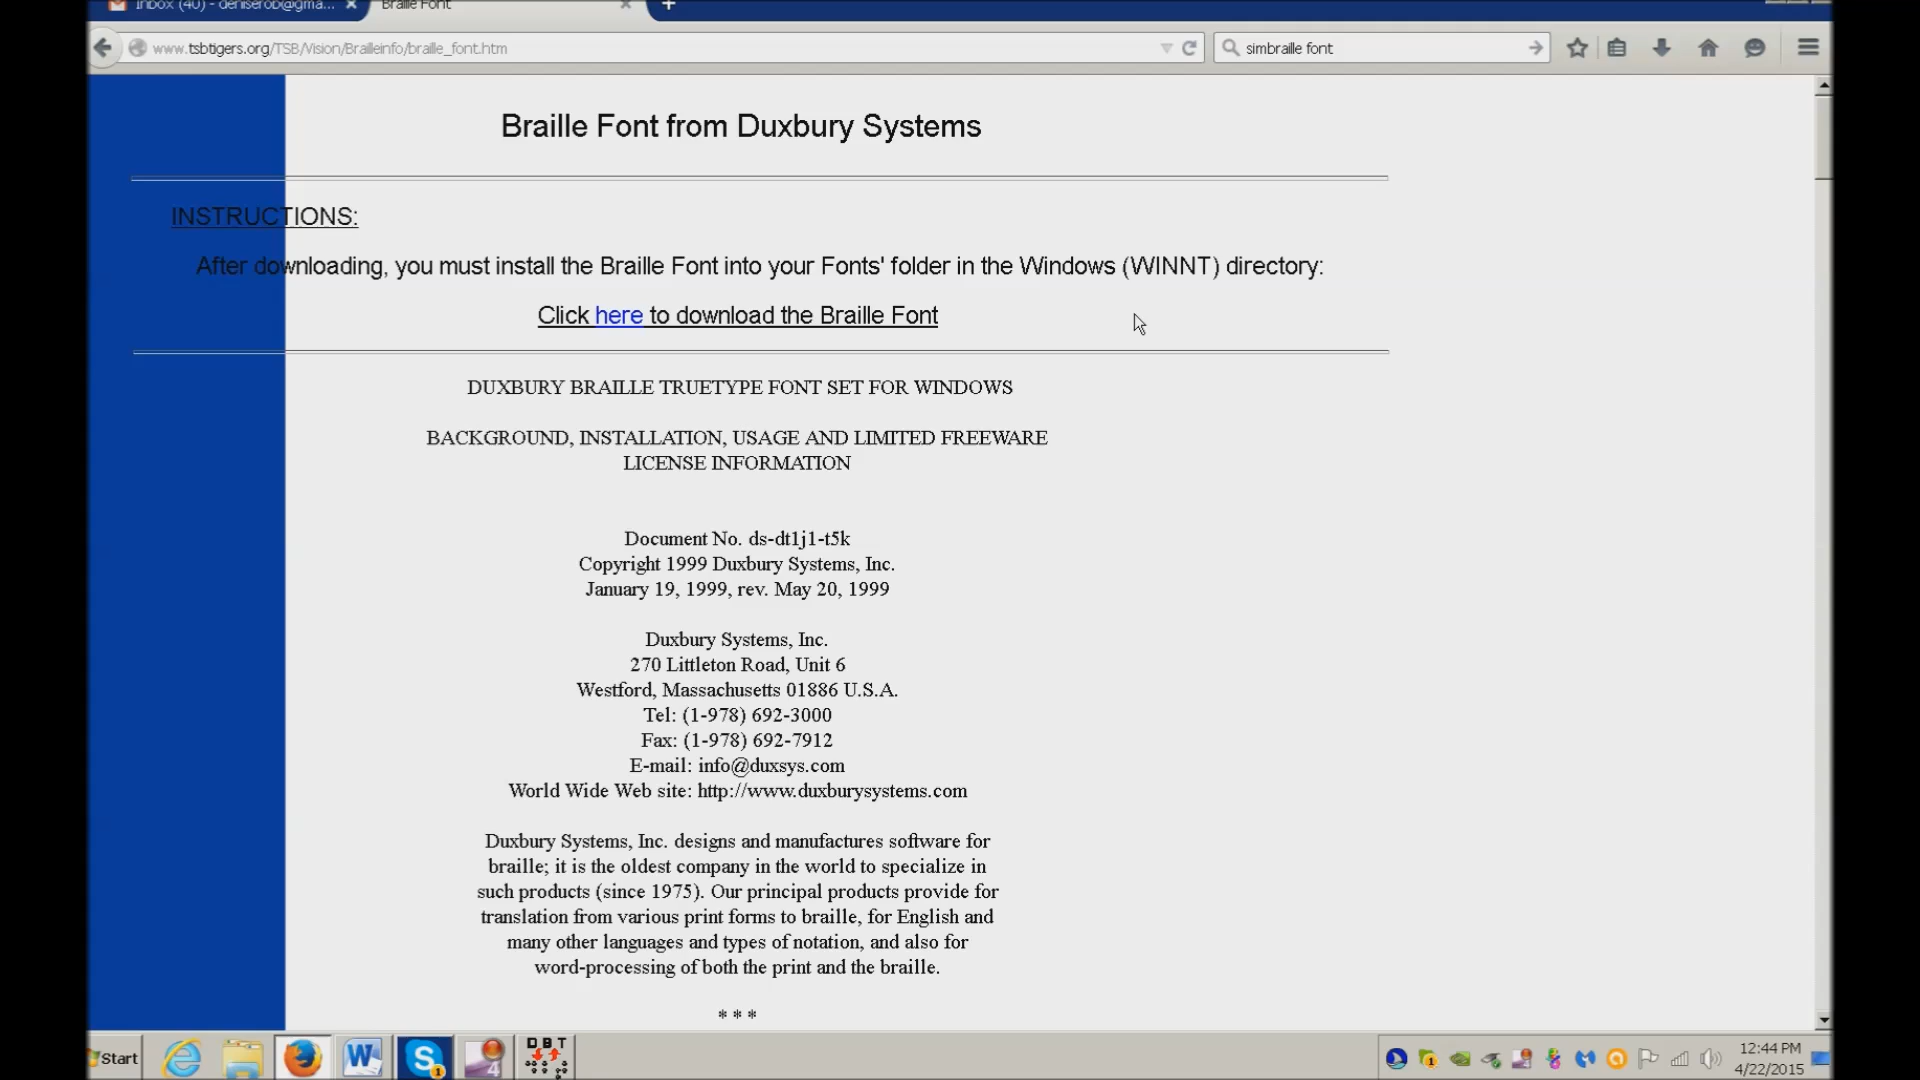 Inbox (40) - deniserob@gma...
Braille Font
www.tsbtigers.org/TSB/Vision/Brailleinfo/braille_font.htm
simbraille font
Braille Font from Duxbury Systems
INSTRUCTIONS:
After downloading, you must install the Braille Font into your Fonts' folder in the Windows (WINNT) directory:
Click here to download the Braille Font
DUXBURY BRAILLE TRUETYPE FONT SET FOR WINDOWS
BACKGROUND, INSTALLATION, USAGE AND LIMITED FREEWARE
LICENSE INFORMATION
Document No. ds-dt1j1-t5k
Copyright 1999 Duxbury Systems, Inc.
January 19, 1999, rev. May 20, 1999
Duxbury Systems, Inc.
270 Littleton Road, Unit 6
Westford, Massachusetts 01886 U.S.A.
Tel: (1-978) 692-3000
Fax: (1-978) 692-7912
E-mail: info@duxsys.com
World Wide Web site: http://www.duxburysystems.com
Duxbury Systems, Inc. designs and manufactures software for
braille; it is the oldest company in the world to specialize in
such products (since 1975). Our principal products provide for
translation from various print forms to braille, for English and
many other languages and types of notation, and also for
word-processing of both the print and the braille.
* * *
Start
DBT
12:44 PM
4/22/2015